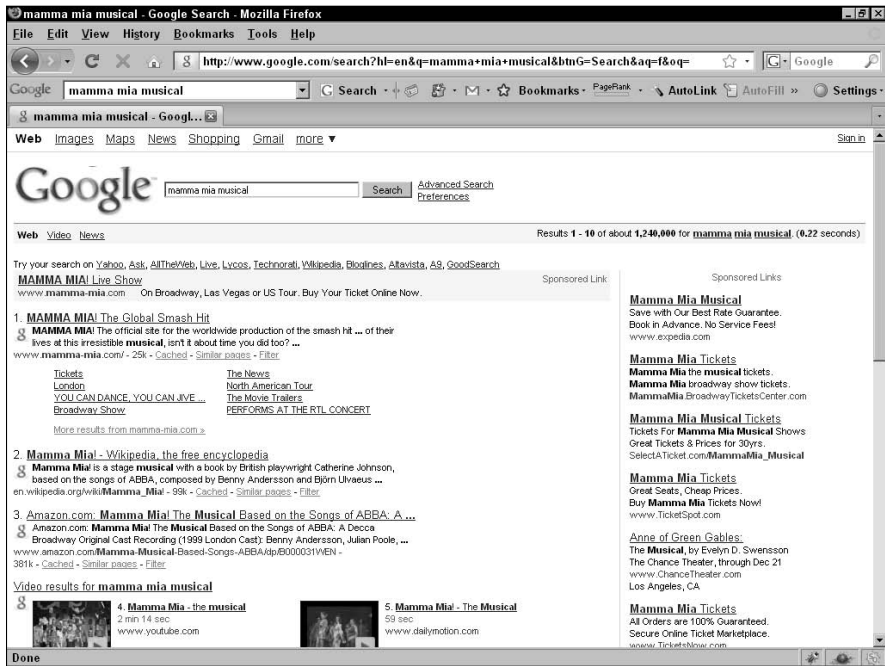 mamma mia musical - Google Search - Mozilla Firefox
File Edit View History Bookmarks Tools Help
http://www.google.com/search?hl=en&q=mamma+mia+musical&btnG=Search&aq=f&oq=
Google
Google mamma mia musical G Search Bookmarks PageRank AutoLink AutoFill » Settings
mamma mia musical - Googl...
Web Images Maps News Shopping Gmail more ▼ Sign in
Google mamma mia musical Search Advanced Search
Preferences
Web Video News Results 1 - 10 of about 1,240,000 for mamma mia musical. (0.22 seconds)
Try your search on Yahoo, Ask, AllTheWeb, Live, Lycos, Technorati, Wikipedia, Bloglines, Altavista, A9, GoodSearch
MAMMA MIA! Live Show Sponsored Link
www.mamma-mia.com On Broadway, Las Vegas or US Tour. Buy Your Ticket Online Now.
1. MAMMA MIA! The Global Smash Hit
MAMMA MIA! The official site for the worldwide production of the smash hit ... of their
lives at this irresistible musical, isn't it about time you did too? ...
www.mamma-mia.com/ - 25k - Cached - Similar pages - Filter
Tickets The News
London North American Tour
YOU CAN DANCE, YOU CAN JIVE ... The Movie Trailers
Broadway Show PERFORMS AT THE RTL CONCERT
More results from mamma-mia.com »
2. Mamma Mia! - Wikipedia, the free encyclopedia
Mamma Mia! is a stage musical with a book by British playwright Catherine Johnson,
based on the songs of ABBA, composed by Benny Andersson and Björn Ulvaeus ...
en.wikipedia.org/wiki/Mamma_Mia! - 99k - Cached - Similar pages - Filter
3. Amazon.com: Mamma Mia! The Musical Based on the Songs of ABBA: A ...
Amazon.com: Mamma Mia! The Musical Based on the Songs of ABBA: A Decca
Broadway Original Cast Recording (1999 London Cast): Benny Andersson, Julian Poole, ...
www.amazon.com/Mamma-Musical-Based-Songs-ABBA/dp/B000031WEN -
381k - Cached - Similar pages - Filter
Video results for mamma mia musical
4. Mamma Mia - the musical
2 min 14 sec
www.youtube.com
5. Mamma Mia! - The Musical
59 sec
www.dailymotion.com
Sponsored Links
Mamma Mia Musical
Save with Our Best Rate Guarantee.
Book in Advance. No Service Fees!
www.expedia.com
Mamma Mia Tickets
Mamma Mia the musical tickets.
Mamma Mia broadway show tickets.
MammaMia.BroadwayTicketsCenter.com
Mamma Mia Musical Tickets
Tickets For Mamma Mia Musical Shows
Great Tickets & Prices for 30yrs.
SelectATicket.com/MammaMia_Musical
Mamma Mia Tickets
Great Seats, Cheap Prices.
Buy Mamma Mia Tickets Now!
www.TicketSpot.com
Anne of Green Gables:
The Musical, by Evelyn D. Swensson
The Chance Theater, through Dec 21
www.ChanceTheater.com
Los Angeles, CA
Mamma Mia Tickets
All Orders are 100% Guaranteed.
Secure Online Ticket Marketplace.
www.TicketsNow.com
Done